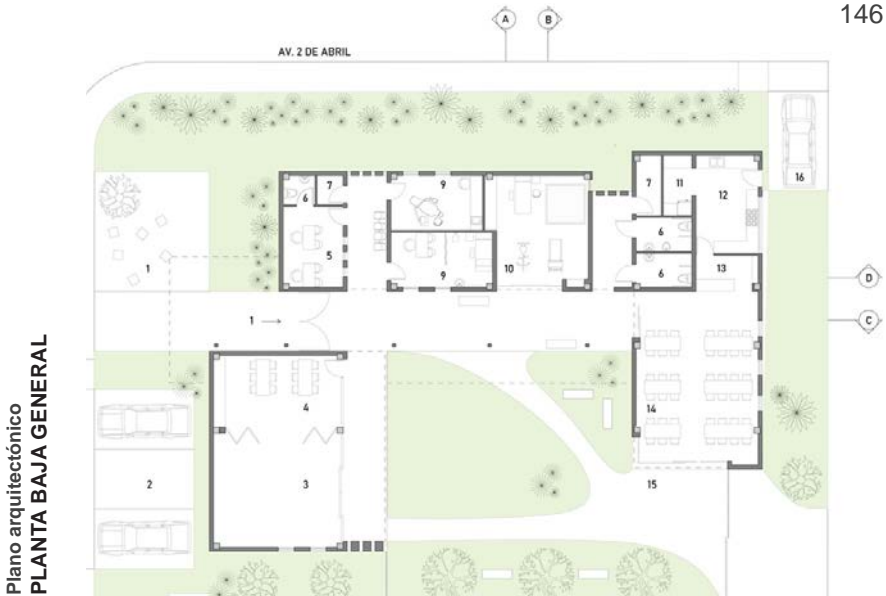 146
A B
AV. 2 DE ABRIL
16
7 9 7 11 12
6
5 6
1 9 10 6 13 D
1 C
4 14
2 3 15
Plano arquitectónico
PLANTA BAJA GENERAL